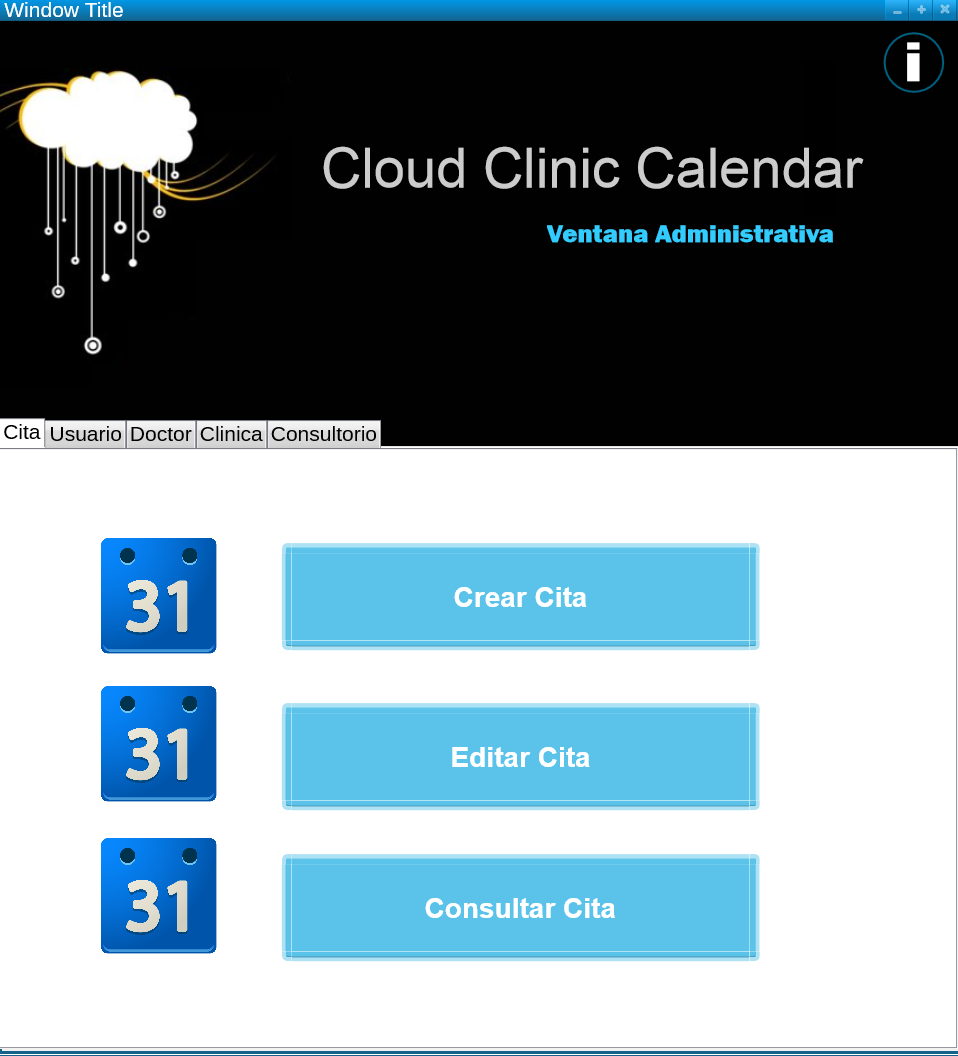 Window Title
i
Cloud Clinic Calendar
Ventana Administrativa
Cita Usuario Doctor Clinica Consultorio
31
Crear Cita
31
Editar Cita
31
Consultar Cita